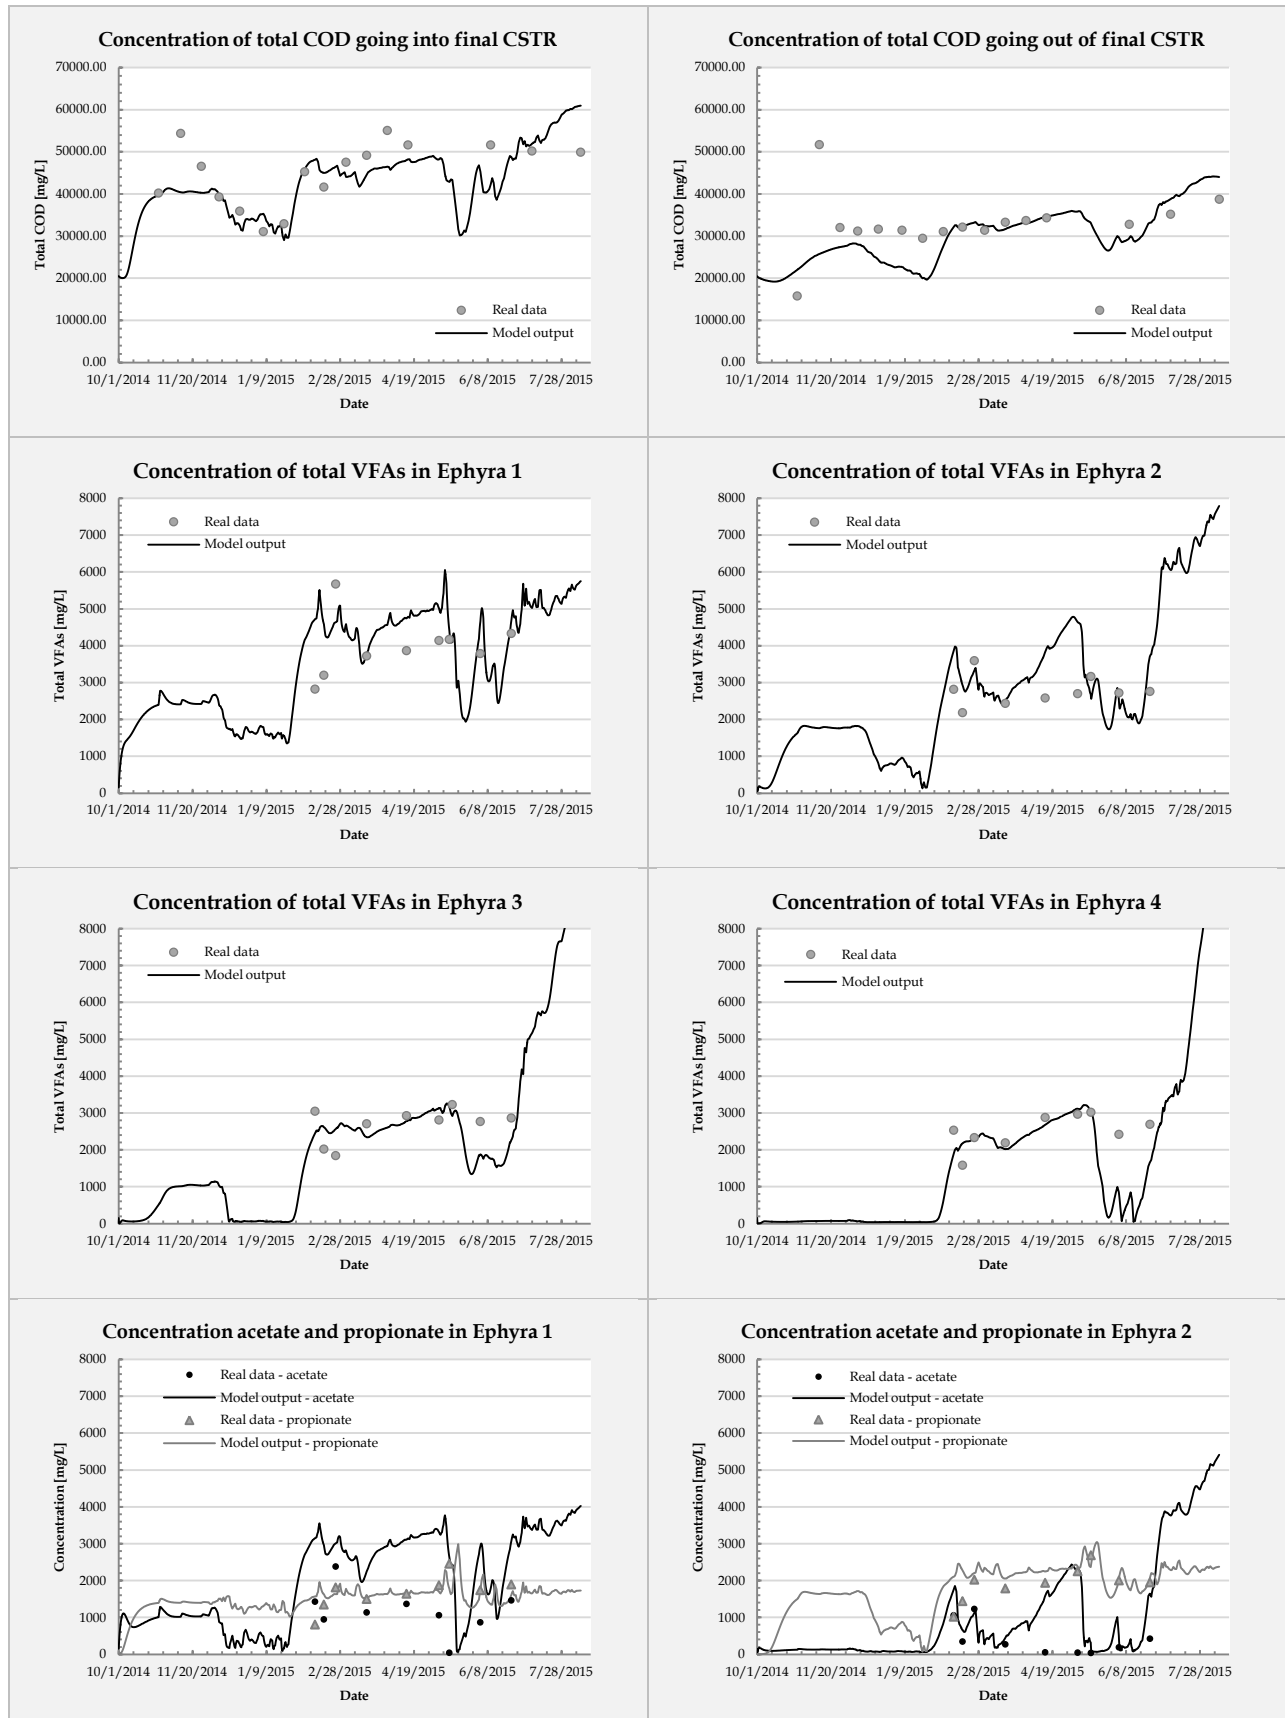 Concentration of total COD going into final CSTR
70000.00
60000.00
50000.00
40000.00
30000.00
20000.00
10000.00
0.00
Total COD [mg/L]
Real data
Model output
10/1/2014 11/20/2014 1/9/2015 2/28/2015 4/19/2015 6/8/2015 7/28/2015
Date
Concentration of total COD going out of final CSTR
70000.00
60000.00
50000.00
40000.00
30000.00
20000.00
10000.00
0.00
Total COD [mg/L]
Real data
Model output
10/1/2014 11/20/2014 1/9/2015 2/28/2015 4/19/2015 6/8/2015 7/28/2015
Date
Concentration of total VFAs in Ephyra 1
8000
7000
6000
5000
4000
3000
2000
1000
0
Total VFAs [mg/L]
Real data
Model output
10/1/2014 11/20/2014 1/9/2015 2/28/2015 4/19/2015 6/8/2015 7/28/2015
Date
Concentration of total VFAs in Ephyra 2
8000
7000
6000
5000
4000
3000
2000
1000
0
Total VFAs [mg/L]
Real data
Model output
10/1/2014 11/20/2014 1/9/2015 2/28/2015 4/19/2015 6/8/2015 7/28/2015
Date
Concentration of total VFAs in Ephyra 3
8000
7000
6000
5000
4000
3000
2000
1000
0
Total VFAs [mg/L]
Real data
Model output
10/1/2014 11/20/2014 1/9/2015 2/28/2015 4/19/2015 6/8/2015 7/28/2015
Date
Concentration of total VFAs in Ephyra 4
8000
7000
6000
5000
4000
3000
2000
1000
0
Total VFAs [mg/L]
Real data
Model output
10/1/2014 11/20/2014 1/9/2015 2/28/2015 4/19/2015 6/8/2015 7/28/2015
Date
Concentration acetate and propionate in Ephyra 1
8000
7000
6000
5000
4000
3000
2000
1000
0
Concentration [mg/L]
Real data - acetate
Model output - acetate
Real data - propionate
Model output - propionate
10/1/2014 11/20/2014 1/9/2015 2/28/2015 4/19/2015 6/8/2015 7/28/2015
Date
Concentration acetate and propionate in Ephyra 2
8000
7000
6000
5000
4000
3000
2000
1000
0
Concentration [mg/L]
Real data - acetate
Model output - acetate
Real data - propionate
Model output - propionate
10/1/2014 11/20/2014 1/9/2015 2/28/2015 4/19/2015 6/8/2015 7/28/2015
Date